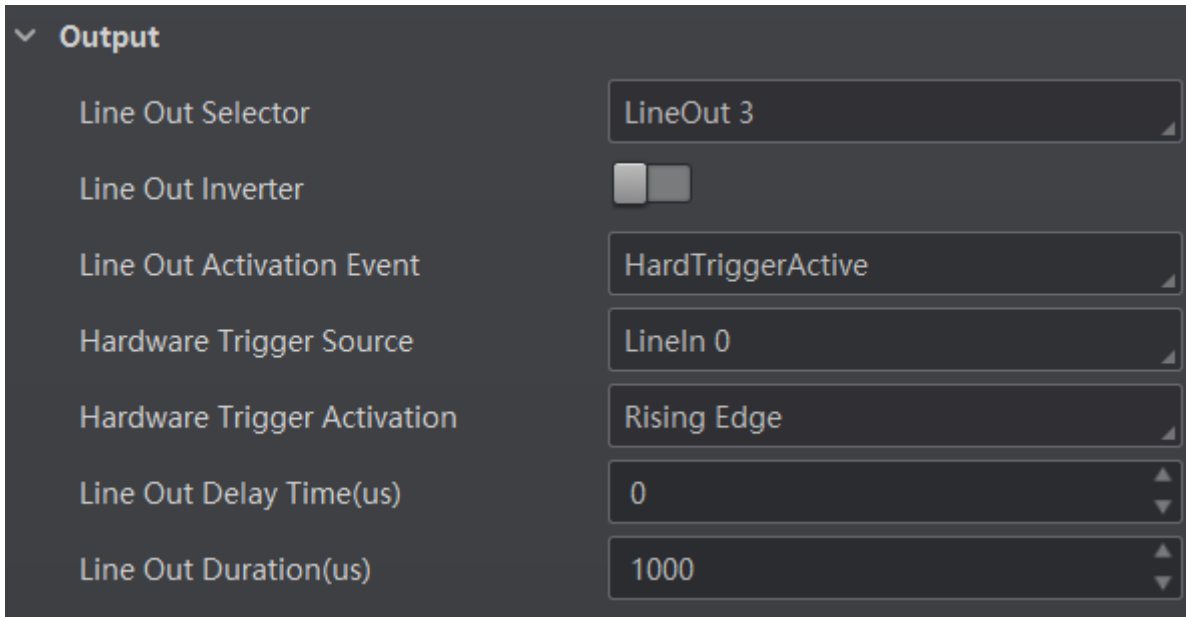 Output
Line Out Selector LineOut 3
Line Out Inverter
Line Out Activation Event HardTriggerActive
Hardware Trigger Source LineIn 0
Hardware Trigger Activation Rising Edge
Line Out Delay Time(us) 0
Line Out Duration(us) 1000